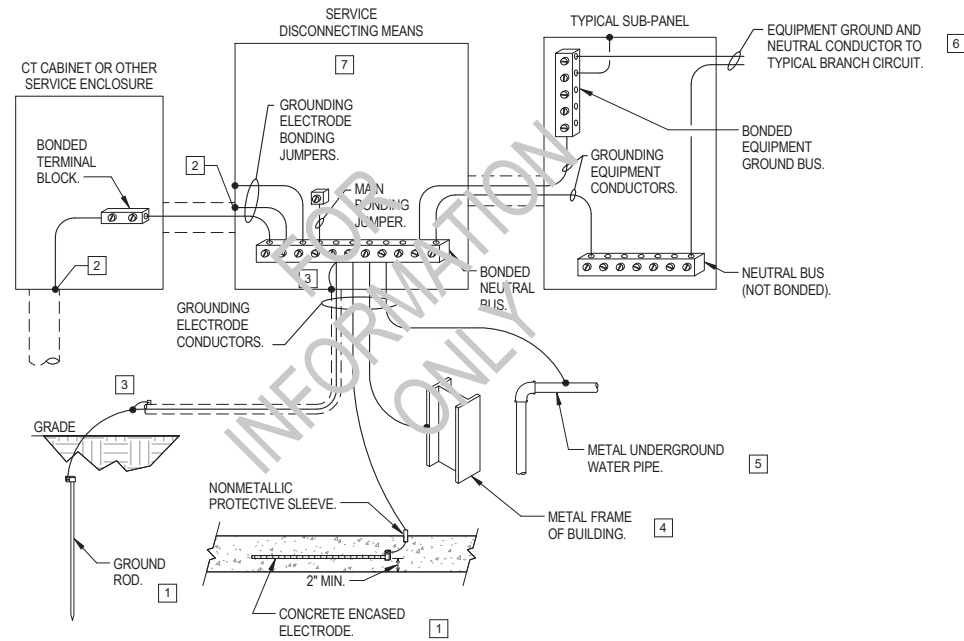 SERVICE
DISCONNECTING MEANS
7
TYPICAL SUB-PANEL
EQUIPMENT GROUND AND
NEUTRAL CONDUCTOR TO
TYPICAL BRANCH CIRCUIT.
6
CT CABINET OR OTHER
SERVICE ENCLOSURE
BONDED
TERMINAL
BLOCK.
2
2
GROUNDING
ELECTRODE
BONDING
JUMPERS.
MAIN
BONDING
JUMPER.
GROUNDING
EQUIPMENT
CONDUCTORS.
BONDED
EQUIPMENT
GROUND BUS.
BONDED
NEUTRAL
BUS.
NEUTRAL BUS
(NOT BONDED).
3
GROUNDING
ELECTRODE
CONDUCTORS.
FOR
INFORMATION
ONLY
3
GRADE
GROUND
ROD.
1
NONMETALLIC
PROTECTIVE SLEEVE.
2" MIN.
CONCRETE ENCASED
ELECTRODE.
1
METAL FRAME
OF BUILDING.
4
METAL UNDERGROUND
WATER PIPE.
5